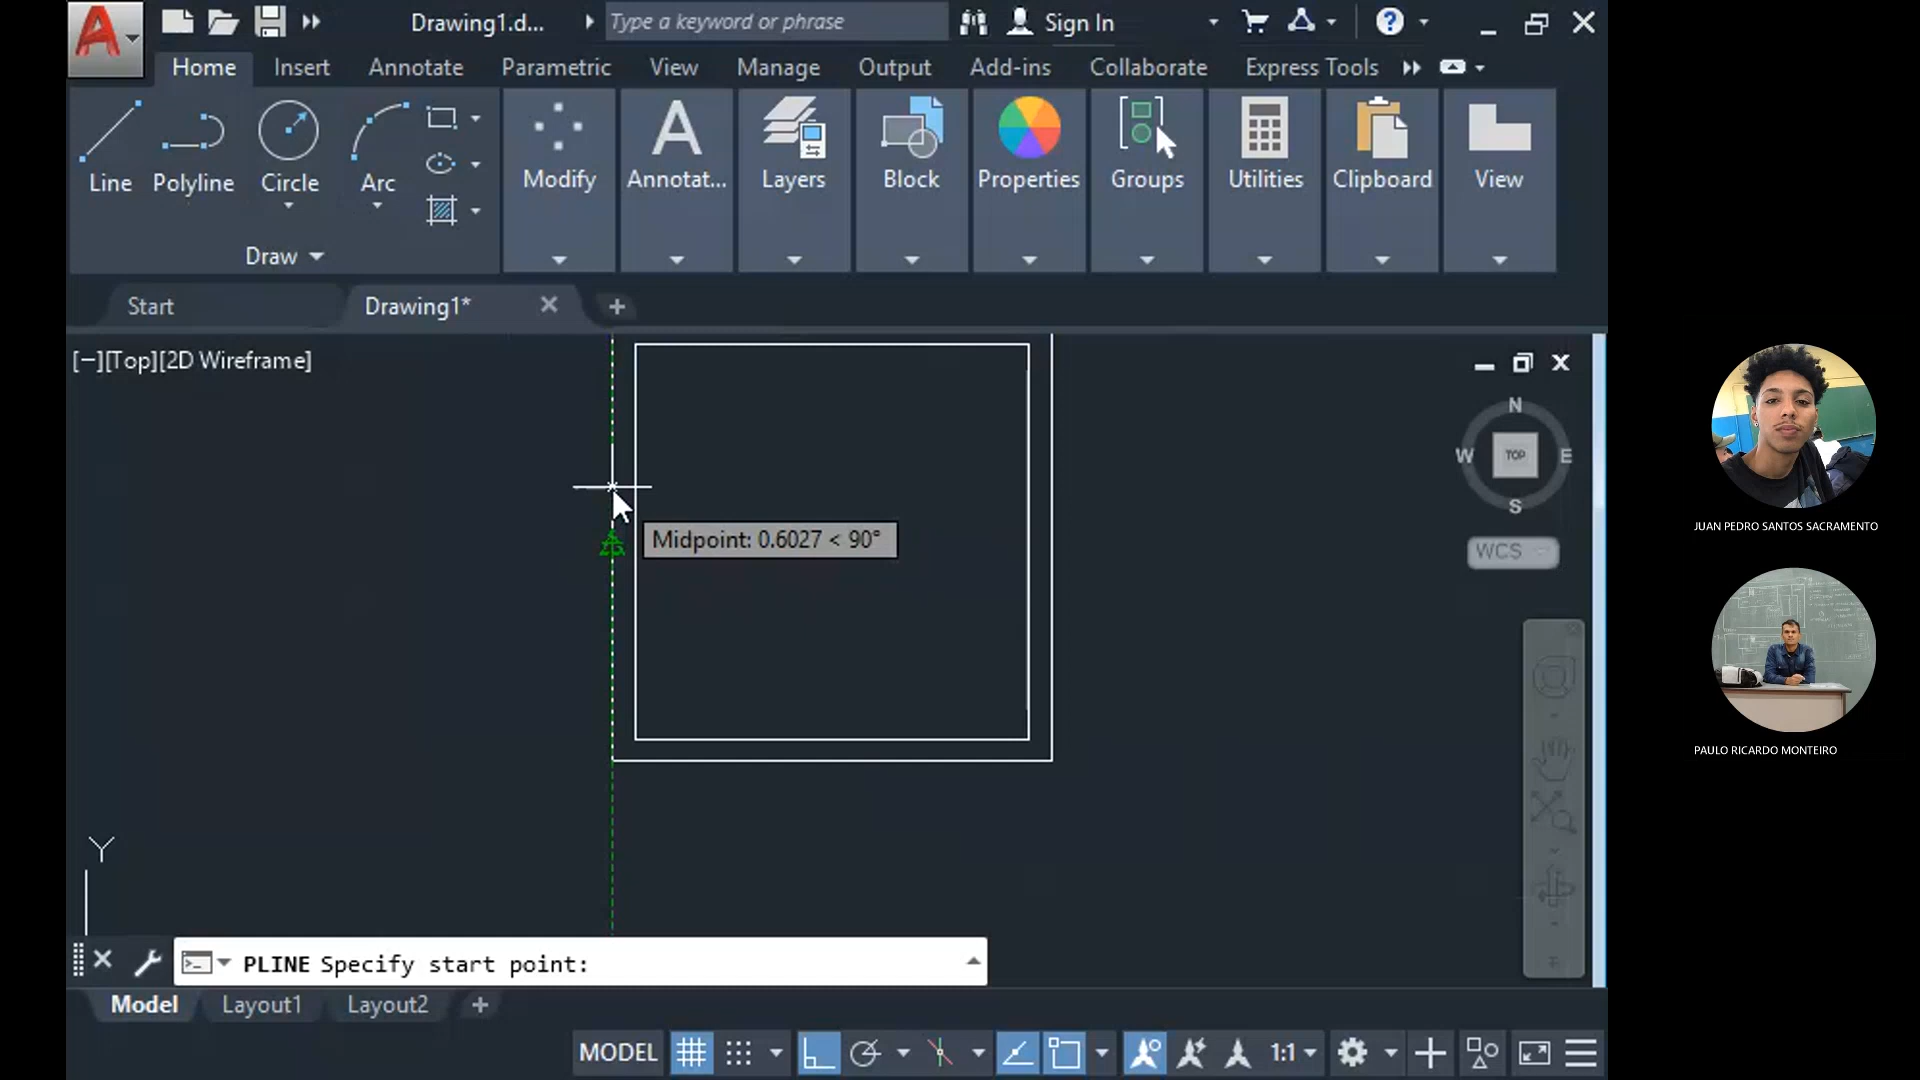 Drawing1.d... Type a keyword or phrase Sign In
Home Insert Annotate Parametric View Manage Output Add-ins Collaborate Express Tools
Line Polyline Circle Arc Modify Annotat... Layers Block Properties Groups Utilities Clipboard View
Draw
Start Drawing1*
[−][Top][2D Wireframe]
N
W TOP E
S
WCS
Midpoint: 0.6027 < 90°
Y
PLINE Specify start point:
Model Layout1 Layout2
MODEL 1:1
JUAN PEDRO SANTOS SACRAMENTO
PAULO RICARDO MONTEIRO